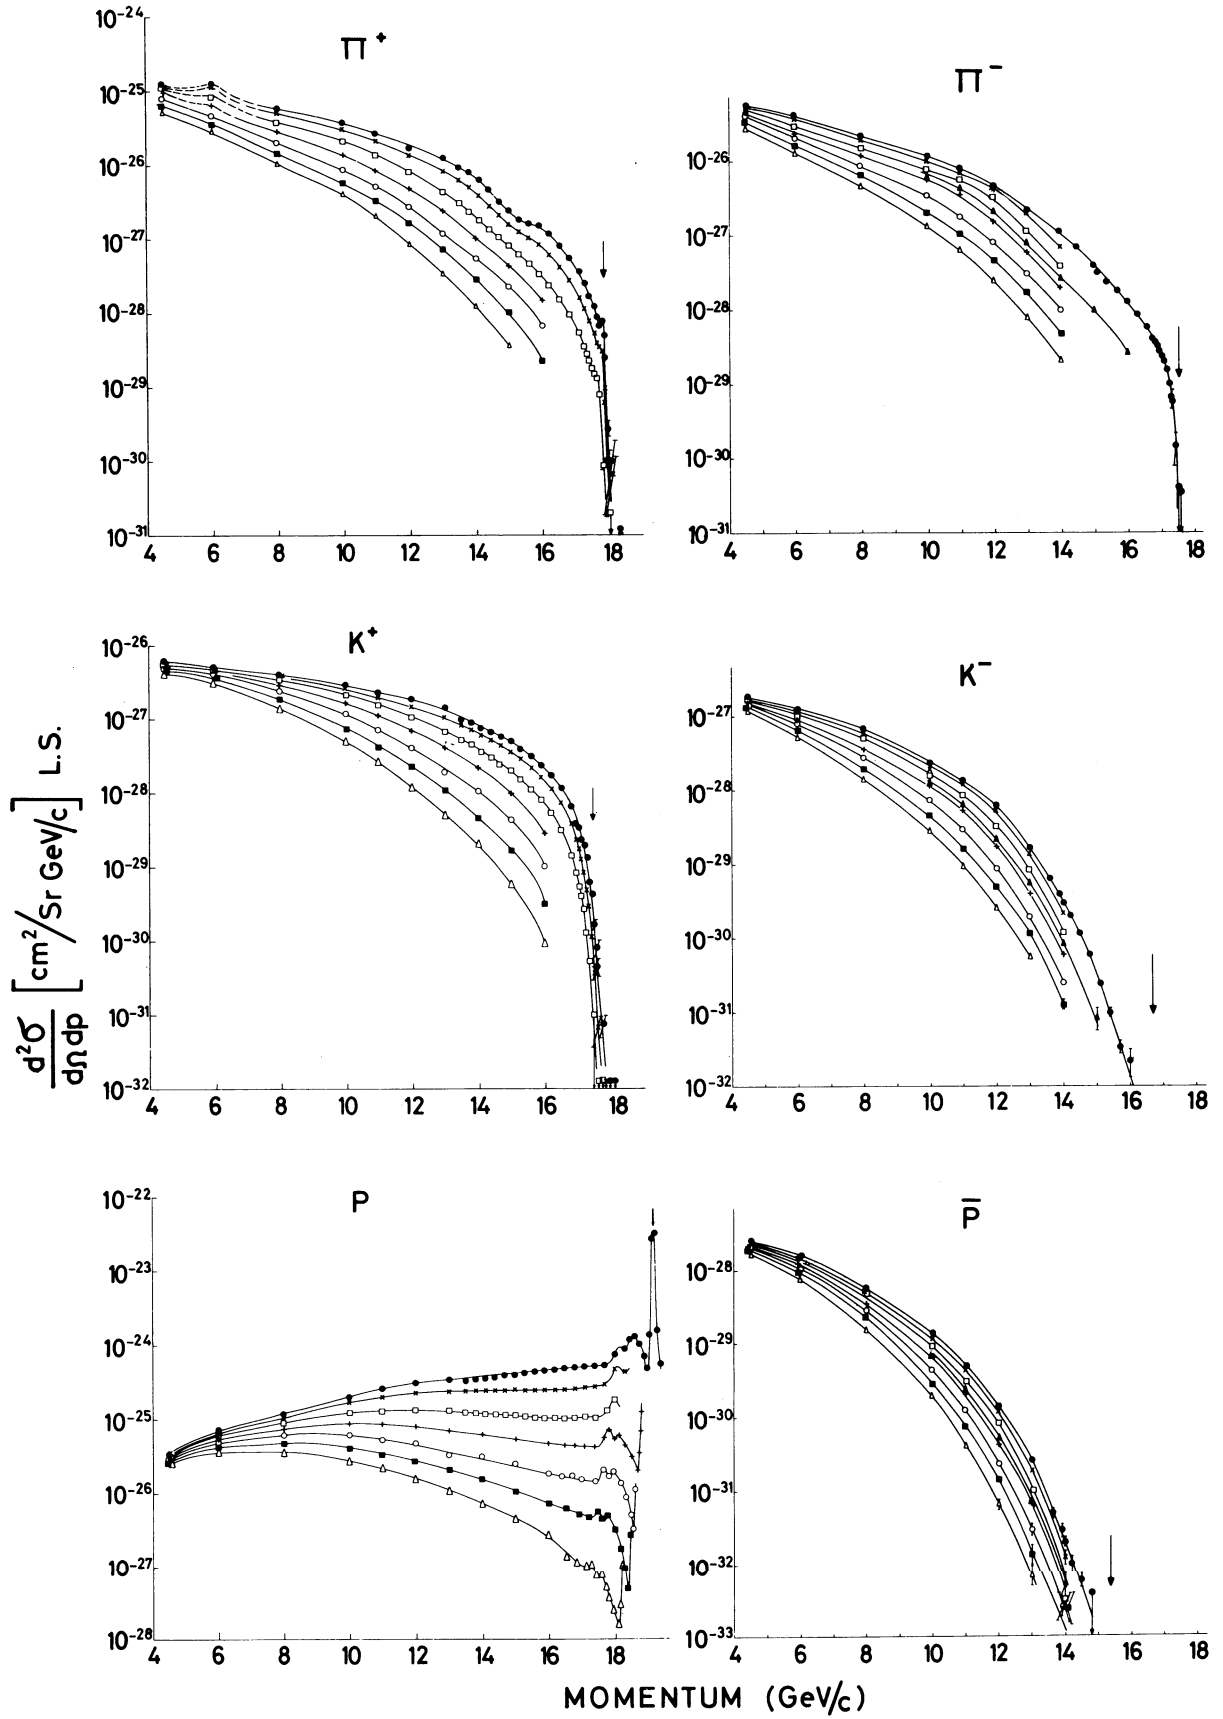 Π⁺
10⁻²⁴
10⁻²⁵
10⁻²⁶
10⁻²⁷
10⁻²⁸
10⁻²⁹
10⁻³⁰
10⁻³¹
4 6 8 10 12 14 16 18
Π⁻
10⁻²⁶
10⁻²⁷
10⁻²⁸
10⁻²⁹
10⁻³⁰
10⁻³¹
4 6 8 10 12 14 16 18
K⁺
10⁻²⁶
10⁻²⁷
10⁻²⁸
10⁻²⁹
10⁻³⁰
10⁻³¹
10⁻³²
4 6 8 10 12 14 16 18
K⁻
10⁻²⁷
10⁻²⁸
10⁻²⁹
10⁻³⁰
10⁻³¹
10⁻³²
4 6 8 10 12 14 16 18
d²σ/dΩdp [cm²/Sr GeV/c] L.S.
P
10⁻²²
10⁻²³
10⁻²⁴
10⁻²⁵
10⁻²⁶
10⁻²⁷
10⁻²⁸
4 6 8 10 12 14 16 18
P̅
10⁻²⁸
10⁻²⁹
10⁻³⁰
10⁻³¹
10⁻³²
10⁻³³
4 6 8 10 12 14 16 18
MOMENTUM (GeV/c)